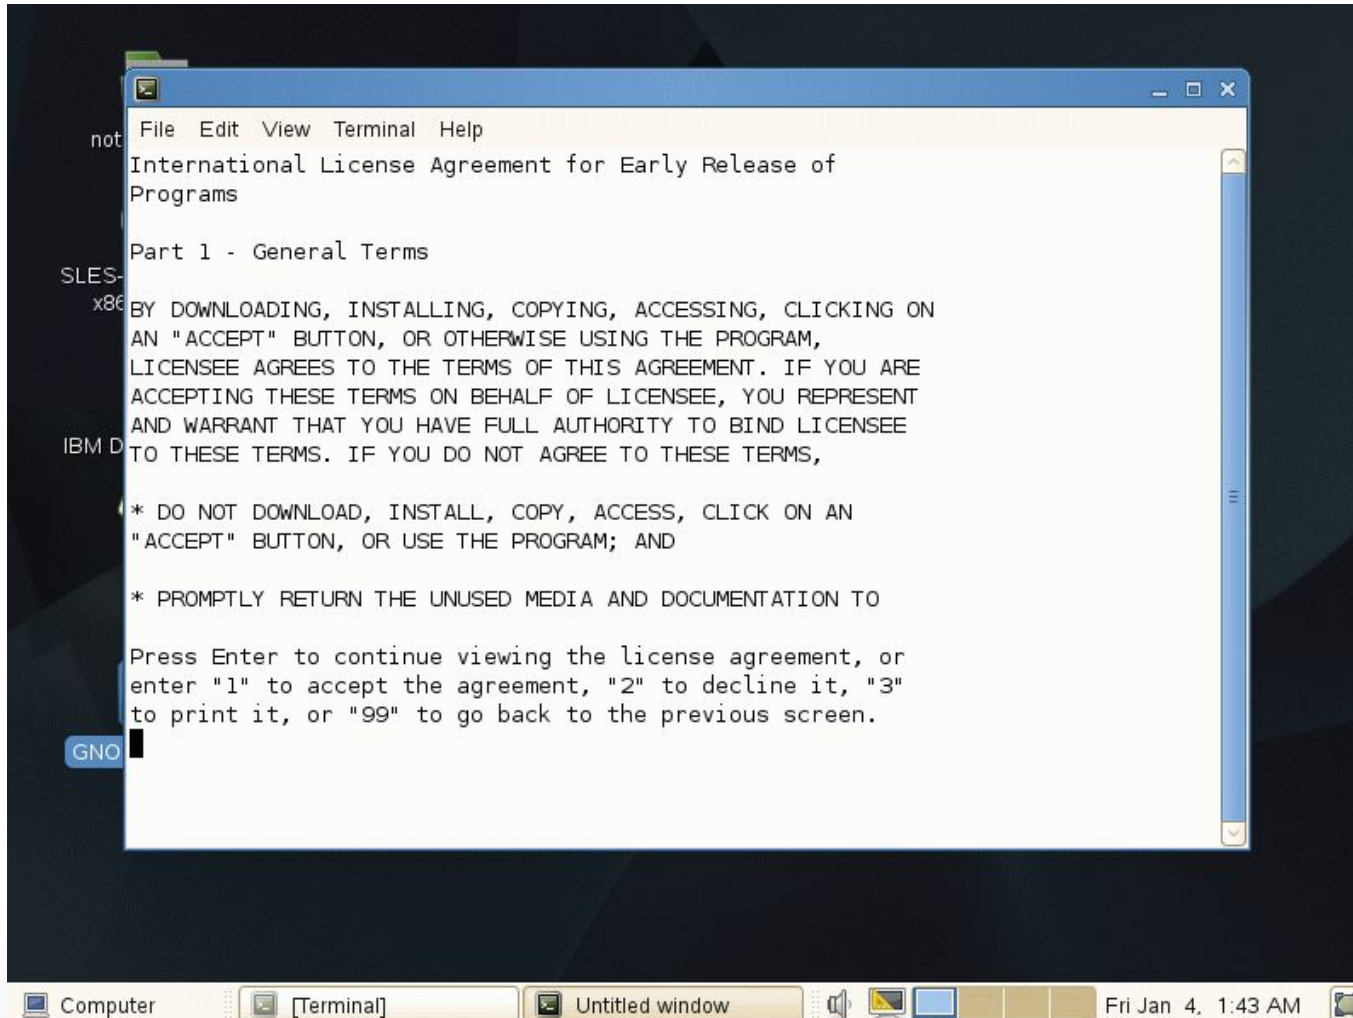 File Edit View Terminal Help
International License Agreement for Early Release of
Programs
Part 1 - General Terms
BY DOWNLOADING, INSTALLING, COPYING, ACCESSING, CLICKING ON
AN "ACCEPT" BUTTON, OR OTHERWISE USING THE PROGRAM,
LICENSEE AGREES TO THE TERMS OF THIS AGREEMENT. IF YOU ARE
ACCEPTING THESE TERMS ON BEHALF OF LICENSEE, YOU REPRESENT
AND WARRANT THAT YOU HAVE FULL AUTHORITY TO BIND LICENSEE
TO THESE TERMS. IF YOU DO NOT AGREE TO THESE TERMS,
* DO NOT DOWNLOAD, INSTALL, COPY, ACCESS, CLICK ON AN
"ACCEPT" BUTTON, OR USE THE PROGRAM; AND
* PROMPTLY RETURN THE UNUSED MEDIA AND DOCUMENTATION TO
Press Enter to continue viewing the license agreement, or
enter "1" to accept the agreement, "2" to decline it, "3"
to print it, or "99" to go back to the previous screen.
not
SLES-
x86
IBM D
GNO
Computer
[Terminal]
Untitled window
Fri Jan 4, 1:43 AM